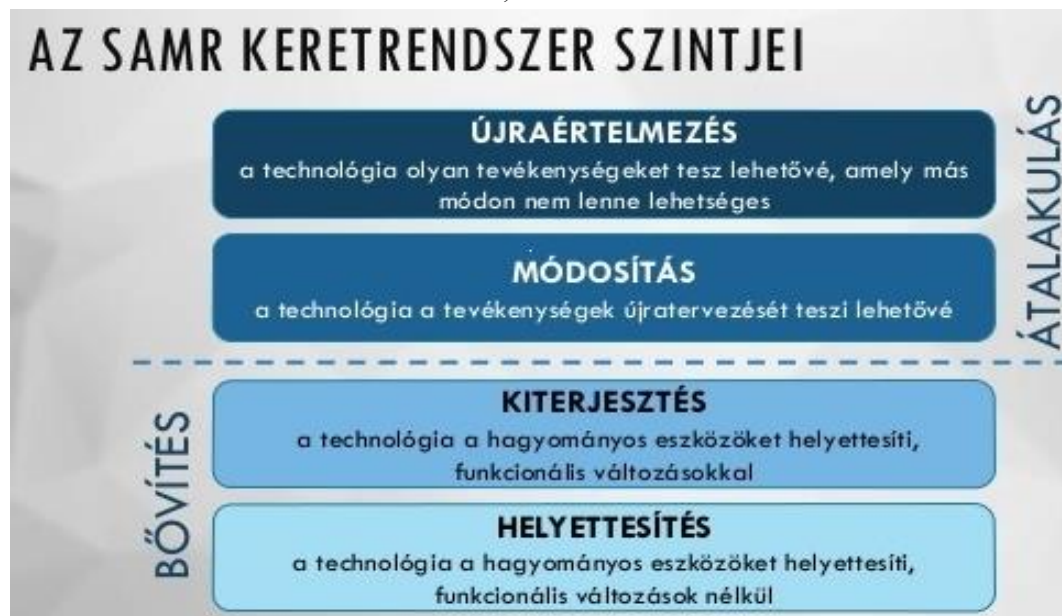 AZ SAMR KERETRENDSZER SZINTJEI
ÚJRAÉRTELMEZÉS
a technológia olyan tevékenységeket tesz lehetővé, amely más
módon nem lenne lehetséges
MÓDOSÍTÁS
a technológia a tevékenységek újratervezését teszi lehetővé
ÁTALAKULÁS
KITERJESZTÉS
a technológia a hagyományos eszközöket helyettesíti,
funkcionális változásokkal
HELYETTESÍTÉS
a technológia a hagyományos eszközöket helyettesíti,
funkcionális változások nélkül
BŐVÍTÉS